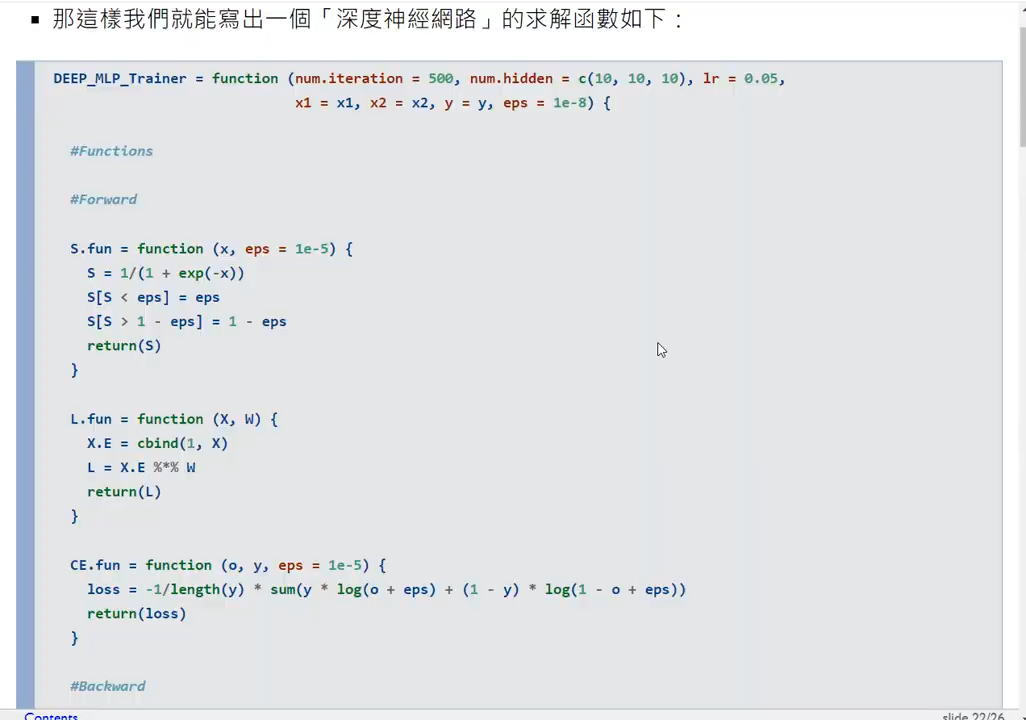 ▪ 那這樣我們就能寫出一個「深度神經網路」的求解函數如下：
DEEP_MLP_Trainer = function (num.iteration = 500, num.hidden = c(10, 10, 10), lr = 0.05,
x1 = x1, x2 = x2, y = y, eps = 1e-8) {
#Functions
#Forward
S.fun = function (x, eps = 1e-5) {
S = 1/(1 + exp(-x))
S[S < eps] = eps
S[S > 1 - eps] = 1 - eps
return(S)
}
L.fun = function (X, W) {
X.E = cbind(1, X)
L = X.E %*% W
return(L)
}
CE.fun = function (o, y, eps = 1e-5) {
loss = -1/length(y) * sum(y * log(o + eps) + (1 - y) * log(1 - o + eps))
return(loss)
}
#Backward
Contents
slide 22/26